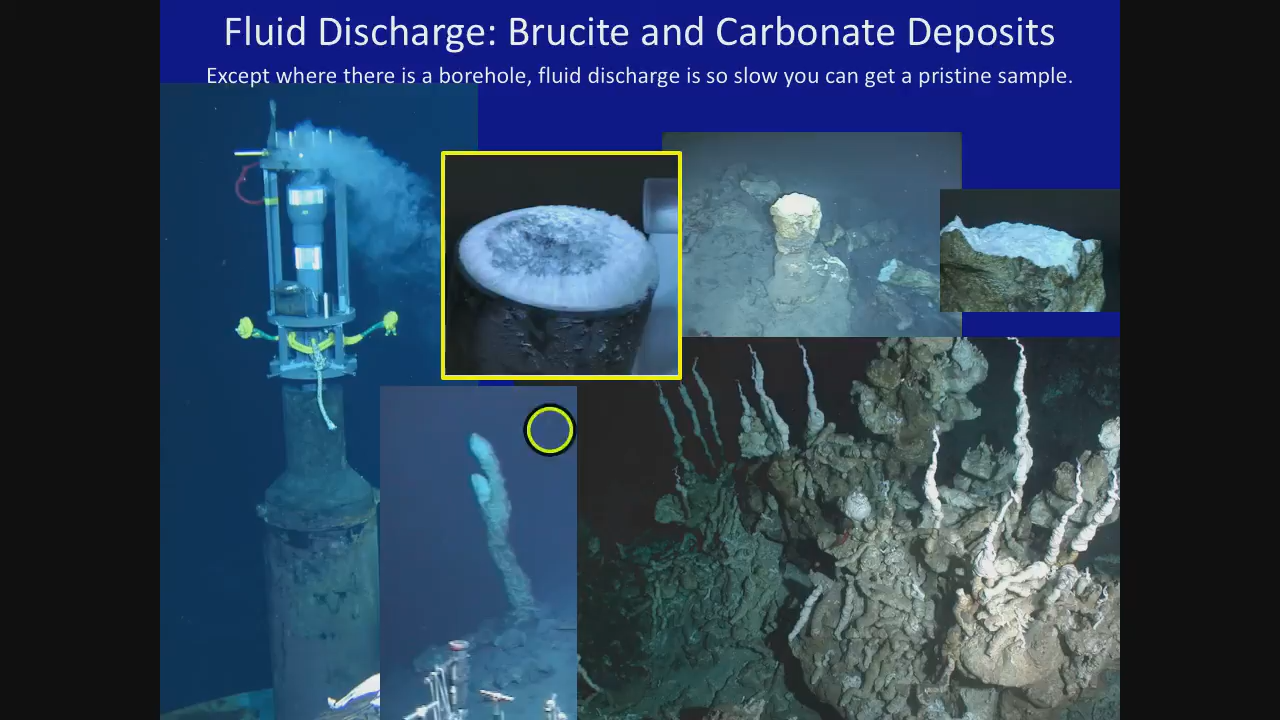 Fluid Discharge: Brucite and Carbonate Deposits
Except where there is a borehole, fluid discharge is so slow you can get a pristine sample.